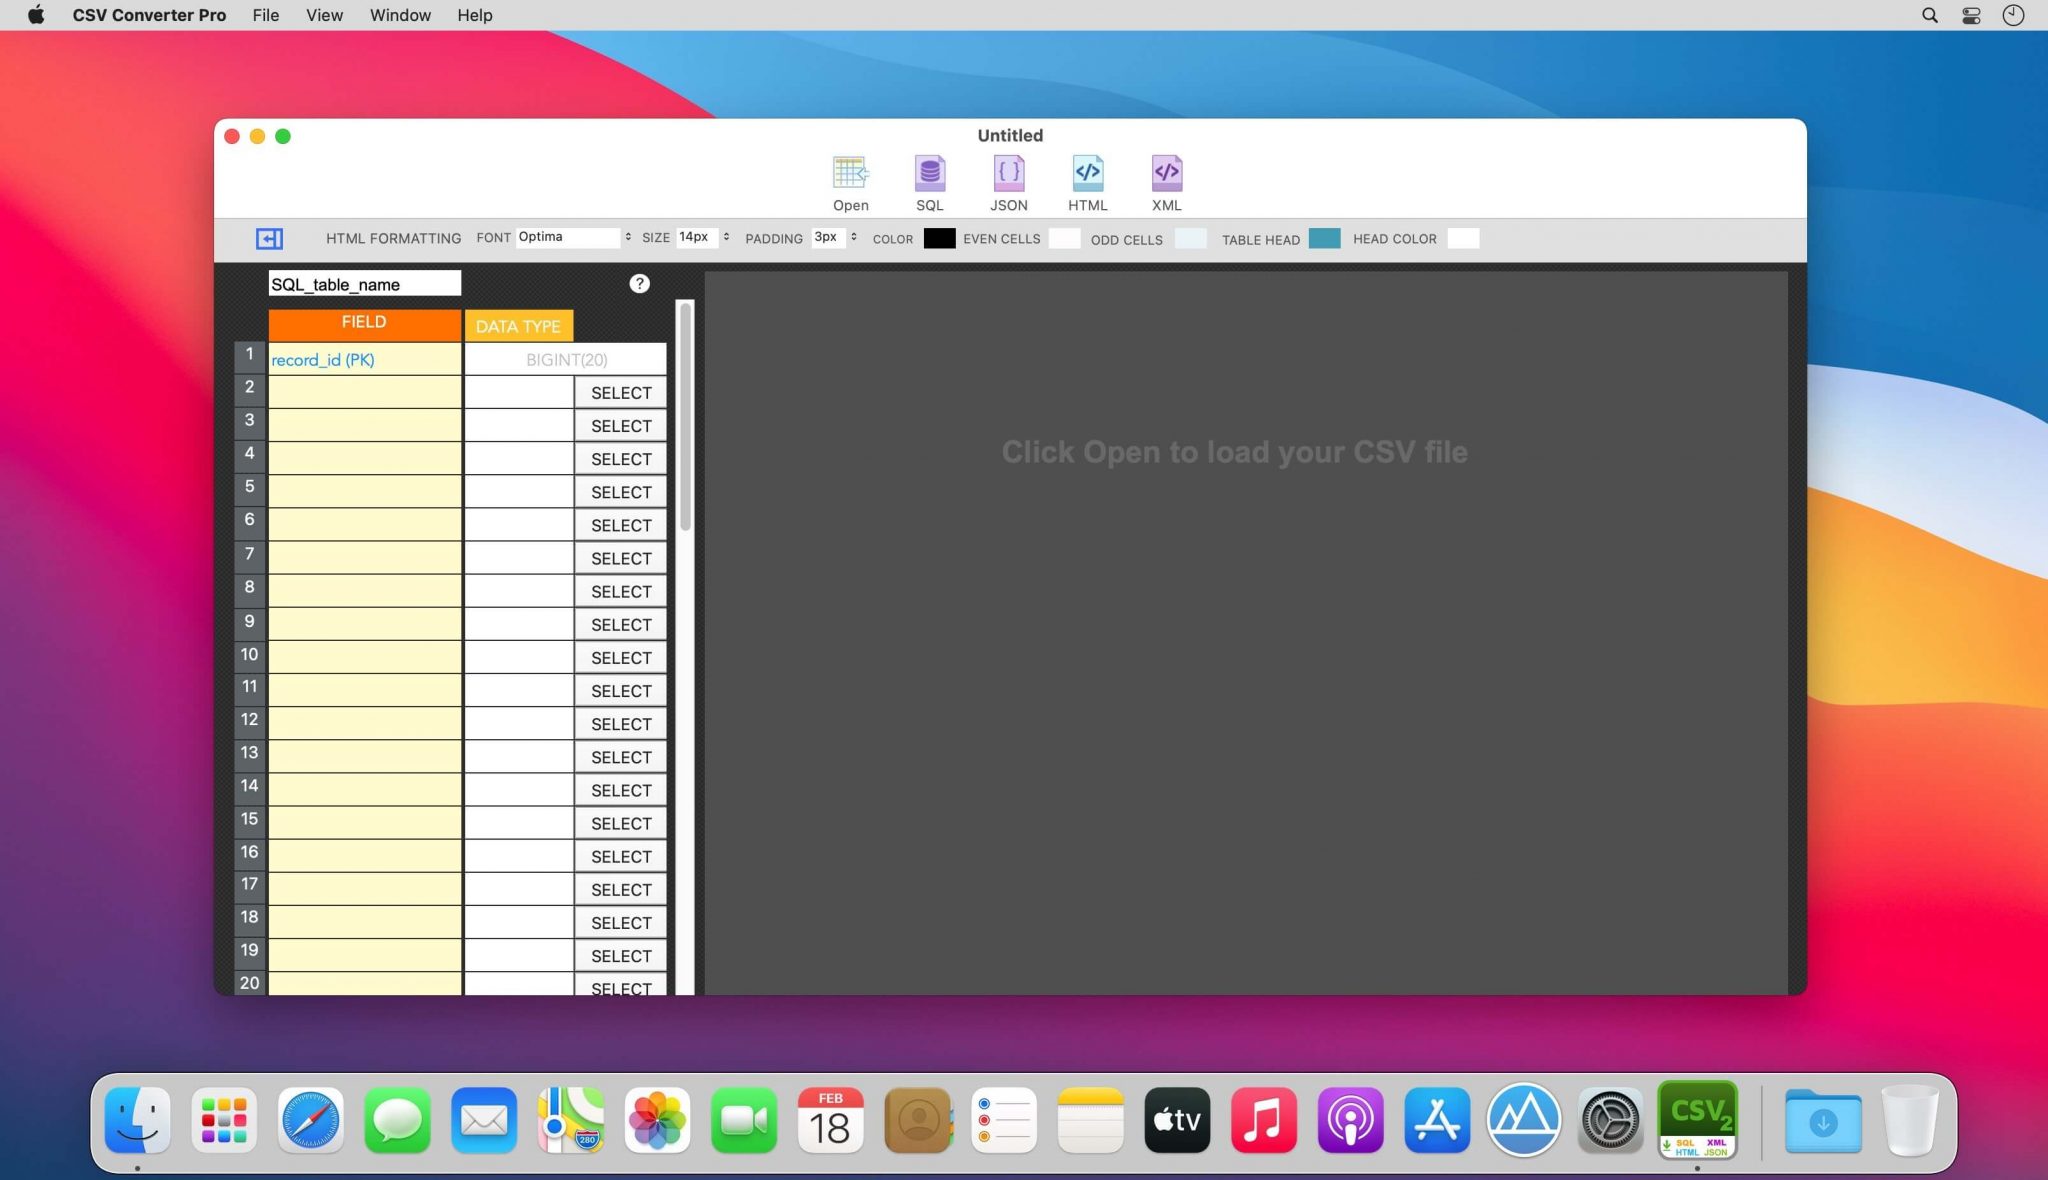 CSV Converter Pro File View Window Help
Untitled
Open SQL JSON HTML XML
HTML FORMATTING FONT Optima SIZE 14px PADDING 3px COLOR EVEN CELLS ODD CELLS TABLE HEAD HEAD COLOR
SQL_table_name ?
FIELD DATA TYPE
1 record_id (PK) BIGINT(20)
2 SELECT
3 SELECT
4 SELECT
5 SELECT
6 SELECT
7 SELECT
8 SELECT
9 SELECT
10 SELECT
11 SELECT
12 SELECT
13 SELECT
14 SELECT
15 SELECT
16 SELECT
17 SELECT
18 SELECT
19 SELECT
20 SELECT
Click Open to load your CSV file
280
FEB
18
tv
CSV2
SQL XML
HTML JSON